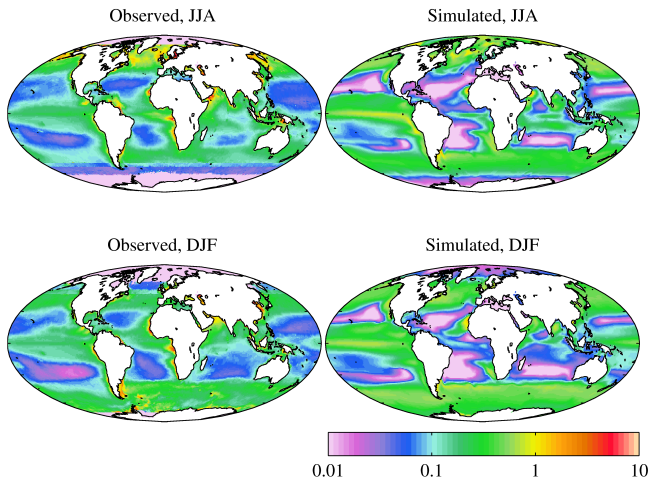 Observed, JJA
Simulated, JJA
Observed, DJF
Simulated, DJF
0.01 0.1 1 10